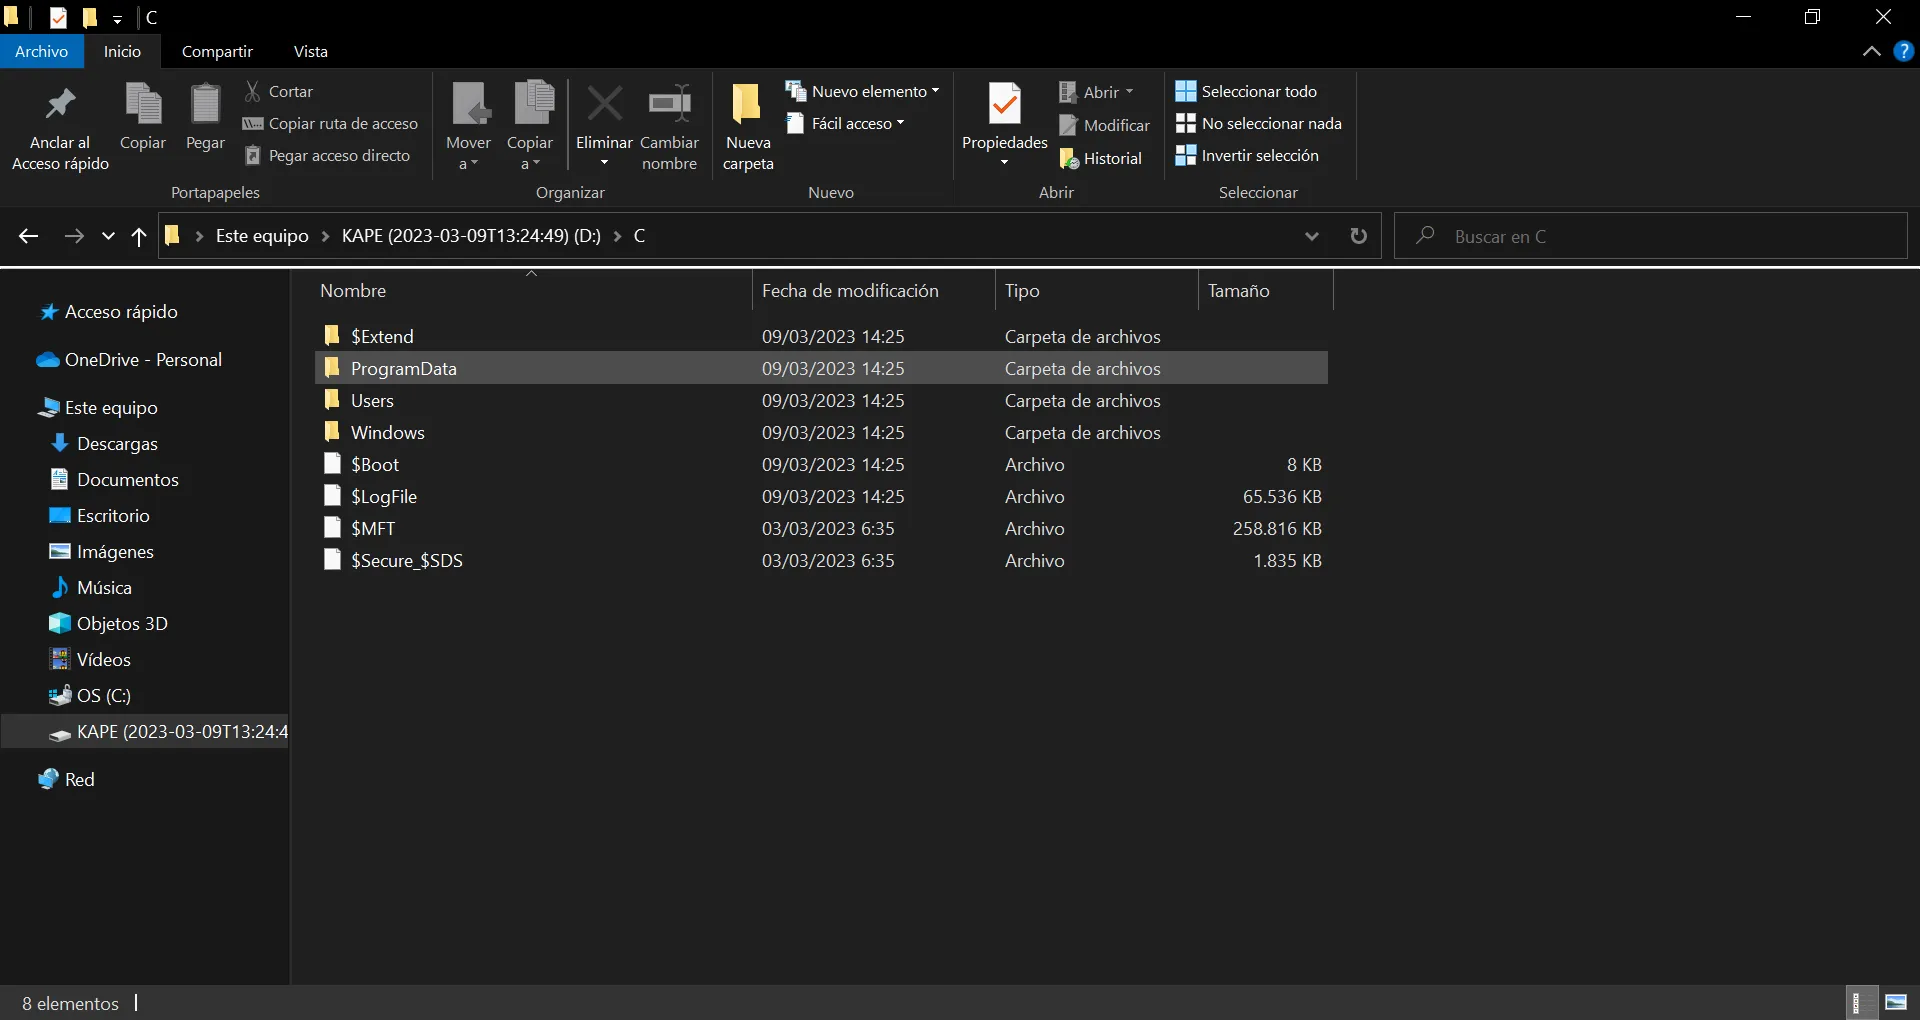 C
Archivo
Inicio
Compartir
Vista
?
Anclar al
Acceso rápido
Copiar
Pegar
Cortar
Copiar ruta de acceso
Pegar acceso directo
Portapapeles
Mover
a
Copiar
a
Eliminar
Cambiar
nombre
Organizar
Nueva
carpeta
Nuevo elemento
Fácil acceso
Nuevo
Propiedades
Abrir
Modificar
Historial
Abrir
Seleccionar todo
No seleccionar nada
Invertir selección
Seleccionar
Este equipo > KAPE (2023-03-09T13:24:49) (D:) > C
Buscar en C
Acceso rápido
OneDrive - Personal
Este equipo
Descargas
Documentos
Escritorio
Imágenes
Música
Objetos 3D
Vídeos
OS (C:)
KAPE (2023-03-09T13:24:4
Red
Nombre Fecha de modificación Tipo Tamaño
$Extend 09/03/2023 14:25 Carpeta de archivos
ProgramData 09/03/2023 14:25 Carpeta de archivos
Users 09/03/2023 14:25 Carpeta de archivos
Windows 09/03/2023 14:25 Carpeta de archivos
$Boot 09/03/2023 14:25 Archivo 8 KB
$LogFile 09/03/2023 14:25 Archivo 65.536 KB
$MFT 03/03/2023 6:35 Archivo 258.816 KB
$Secure_$SDS 03/03/2023 6:35 Archivo 1.835 KB
8 elementos